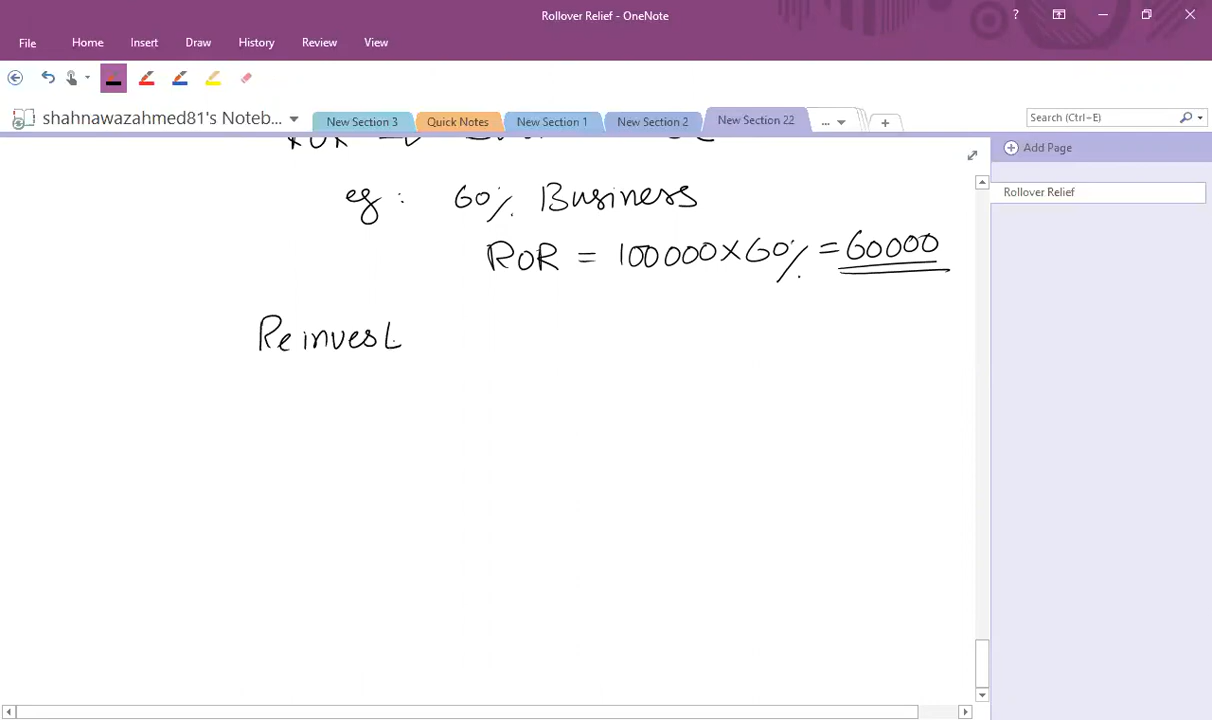 Rollover Relief - OneNote
?
File Home Insert Draw History Review View
shahnawazahmed81's Noteb... New Section 3 Quick Notes New Section 1 New Section 2 New Section 22 ... Search (Ctrl+E)
Add Page
Rollover Relief
ROR
eg : 60% Business
ROR = 100000 × 60% = 60000
Reinvest